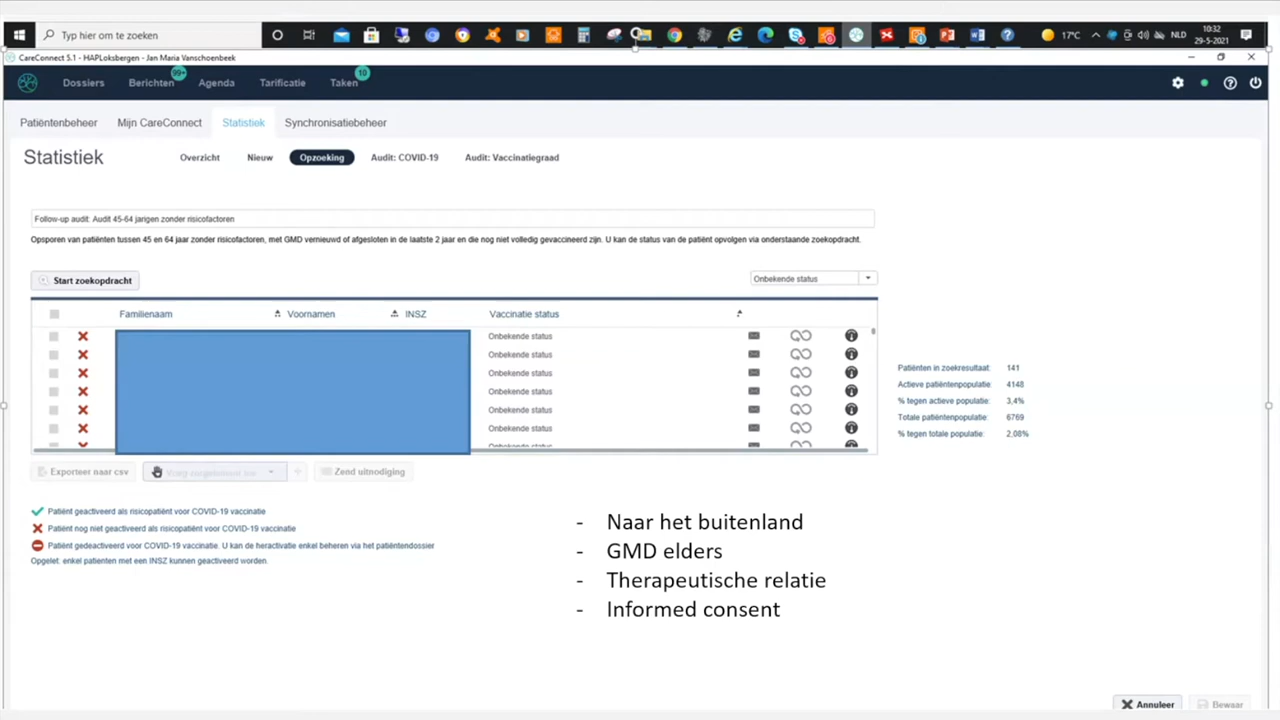 Typ hier om te zoeken
17°C
NLD
10:32
29-5-2021
CareConnect 5.1 - HAPLoksbergen - Jan Maria Vanschoenbeek
Dossiers
Berichten
99+
Agenda
Tarificatie
Taken
10
Patiëntenbeheer
Mijn CareConnect
Statistiek
Synchronisatiebeheer
Statistiek
Overzicht
Nieuw
Opzoeking
Audit: COVID-19
Audit: Vaccinatiegraad
Follow-up audit: Audit 45-64 jarigen zonder risicofactoren
Opsporen van patiënten tussen 45 en 64 jaar zonder risicofactoren, met GMD vernieuwd of afgesloten in de laatste 2 jaar en die nog niet volledig gevaccineerd zijn. U kan de status van de patiënt opvolgen via onderstaande zoekopdracht.
Start zoekopdracht
Onbekende status
Familienaam
Voornamen
INSZ
Vaccinatie status
Onbekende status
Onbekende status
Onbekende status
Onbekende status
Onbekende status
Onbekende status
Onbekende status
Patiënten in zoekresultaat: 141
Actieve patiëntenpopulatie: 4148
% tegen actieve populatie: 3,4%
Totale patiëntenpopulatie: 6769
% tegen totale populatie: 2,08%
Exporteer naar csv
Zend uitnodiging
Patiënt geactiveerd als risicopatiënt voor COVID-19 vaccinatie
Patiënt nog niet geactiveerd als risicopatiënt voor COVID-19 vaccinatie
Patiënt gedeactiveerd voor COVID-19 vaccinatie. U kan de heractivatie enkel beheren via het patiëntendossier
Opgelet: enkel patienten met een INSZ kunnen geactiveerd worden.
- Naar het buitenland
- GMD elders
- Therapeutische relatie
- Informed consent
Annuleer
Bewaar